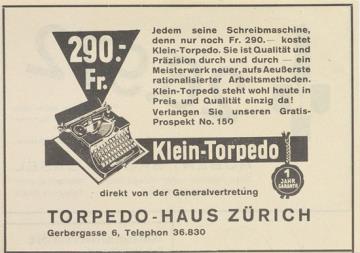 290.-
Fr.
Jedem seine Schreibmaschine,
denn nur noch Fr. 290.— kostet
Klein-Torpedo. Sie ist Qualität und
Präzision durch und durch — ein
Meisterwerk neuer, aufs Aeußerste
rationalisierter Arbeitsmethoden.
Klein-Torpedo steht wohl heute in
Preis und Qualität einzig da!
Verlangen Sie unseren Gratis-
Prospekt No. 150
Klein-Torpedo
1
JAHR
GARANTIE
direkt von der Generalvertretung
TORPEDO-HAUS ZÜRICH
Gerbergasse 6, Telephon 36.830